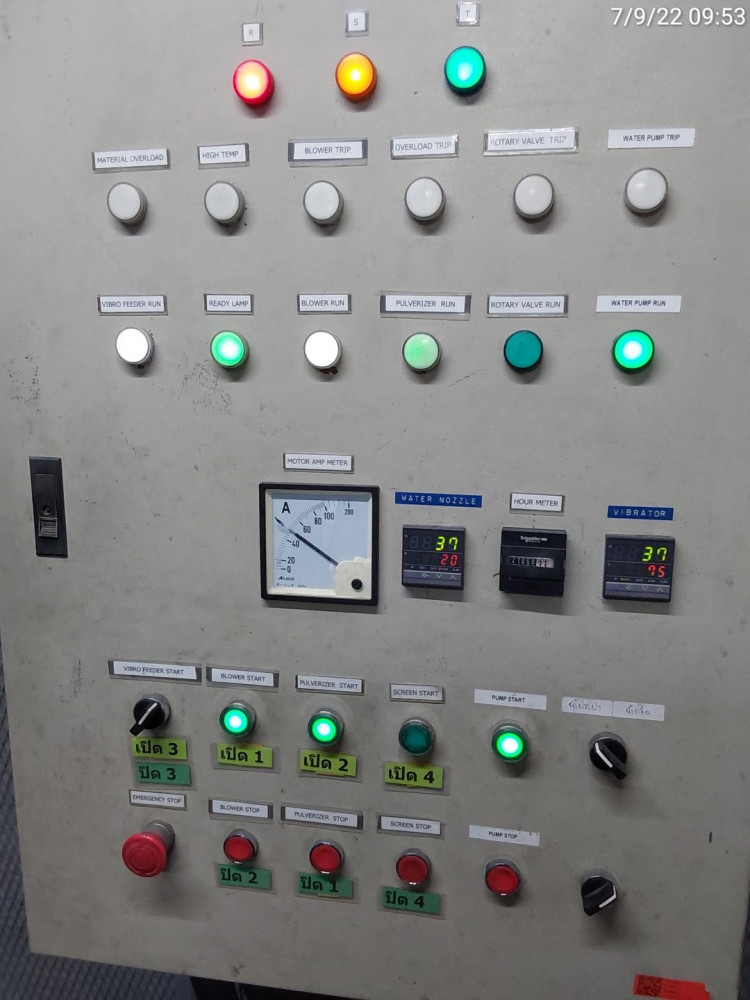 7/9/22 09:53
R
S
T
MATERIAL OVERLOAD
HIGH TEMP
BLOWER TRIP
OVERLOAD TRIP
ROTARY VALVE TRIP
WATER PUMP TRIP
VIBRO FEEDER RUN
READY LAMP
BLOWER RUN
PULVERIZER RUN
ROTARY VALVE RUN
WATER PUMP RUN
MOTOR AMP METER
WATER NOZZLE
HOUR METER
VIBRATOR
A
0
20
40
60
80
100
200
37
20
Schneider
37
75
VIBRO FEEDER START
BLOWER START
PULVERIZER START
SCREEN START
PUMP START
เปิด 3
เปิด 1
เปิด 2
เปิด 4
ปิด 3
EMERGENCY STOP
BLOWER STOP
PULVERIZER STOP
SCREEN STOP
PUMP STOP
ปิด 2
ปิด 1
ปิด 4